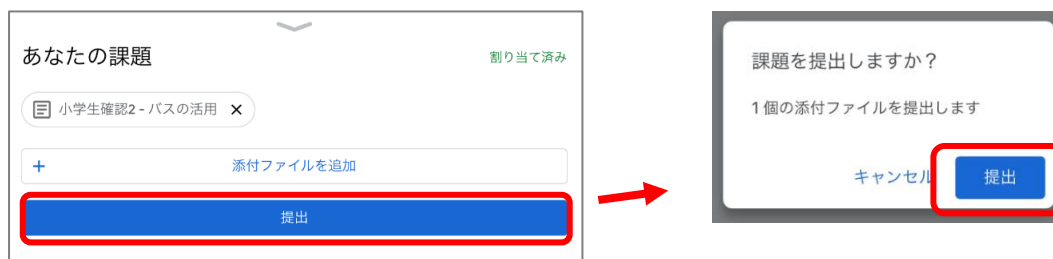 あなたの課題
割り当て済み
小学生確認2 - バスの活用 ×
+ 添付ファイルを追加
提出
課題を提出しますか？
1個の添付ファイルを提出します
キャンセル
提出